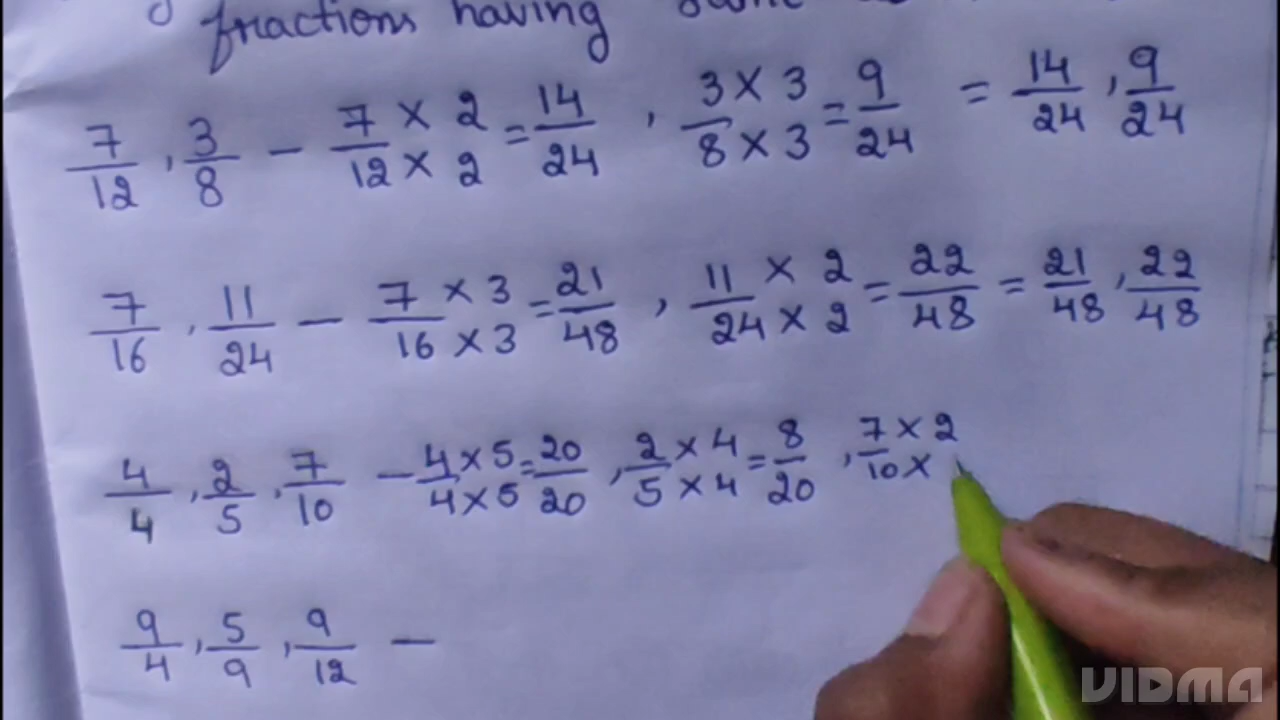 fractions having
7/12 , 3/8 — 7 × 2 / 12 × 2 = 14/24 , 3 × 3 / 8 × 3 = 9/24 = 14/24 , 9/24
7/16 , 11/24 — 7 × 3 / 16 × 3 = 21/48 , 11 × 2 / 24 × 2 = 22/48 = 21/48 , 22/48
4/4 , 2/5 , 7/10 — 4 × 5 / 4 × 5 = 20/20 , 2 × 4 / 5 × 4 = 8/20 , 7 × 2 / 10 ×
9/4 , 5/9 , 9/12 —
VIDMA